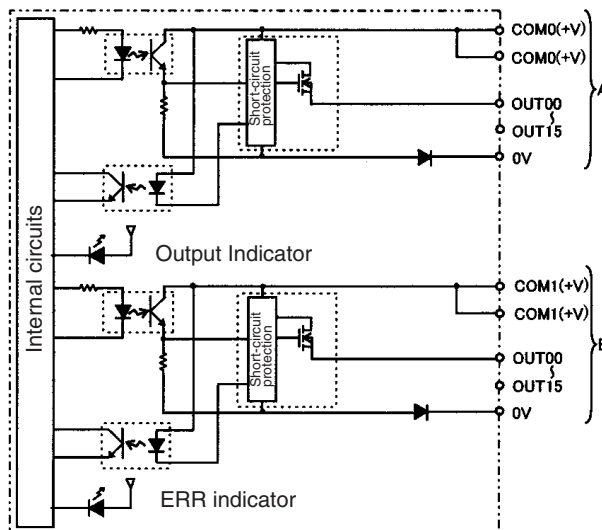 COM0(+V)
COM0(+V)
Short-circuit
protection
OUT00
OUT15
0V
A
Internal circuits
Output Indicator
COM1(+V)
COM1(+V)
Short-circuit
protection
OUT00
OUT15
0V
B
ERR indicator